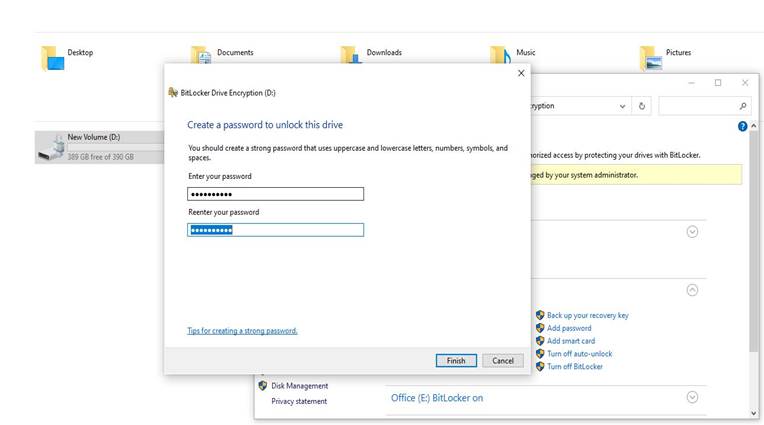 Desktop
Documents
Downloads
Music
Pictures
New Volume (D:)
389 GB free of 390 GB
BitLocker Drive Encryption (D:)
Create a password to unlock this drive
You should create a strong password that uses uppercase and lowercase letters, numbers, symbols, and
spaces.
Enter your password
••••••••••
Reenter your password
••••••••••
Tips for creating a strong password.
Finish
Cancel
ryption
horized access by protecting your drives with BitLocker.
ged by your system administrator.
Back up your recovery key
Add password
Add smart card
Turn off auto-unlock
Turn off BitLocker
Disk Management
Privacy statement
Office (E:) BitLocker on